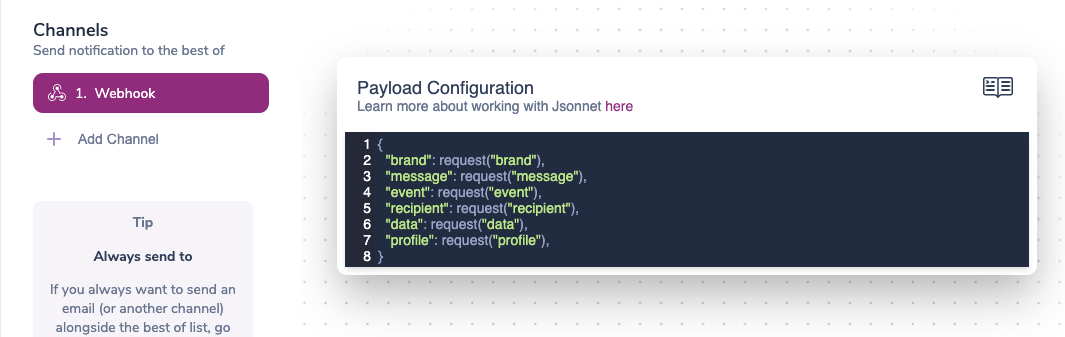 Channels
Send notification to the best of
1. Webhook
Add Channel
Tip
Always send to
If you always want to send an
email (or another channel)
alongside the best of list, go
Payload Configuration
Learn more about working with Jsonnet here
1 {
2 "brand": request("brand"),
3 "message": request("message"),
4 "event": request("event"),
5 "recipient": request("recipient"),
6 "data": request("data"),
7 "profile": request("profile"),
8 }